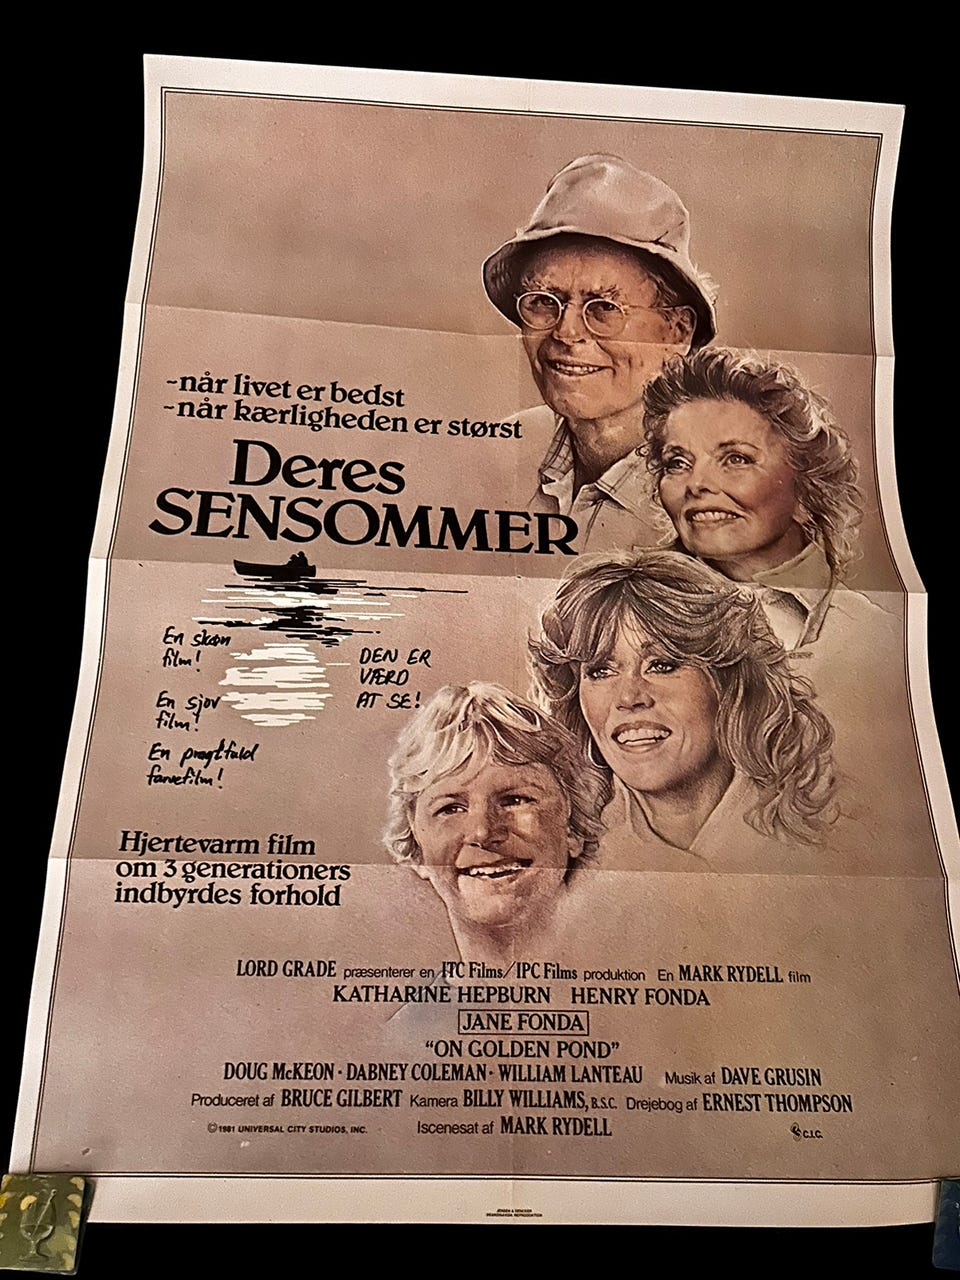 ~når livet er bedst
~når kærligheden er størst
Deres
SENSOMMER
En skøn
film!
DEN ER
VÆRD
AT SE!
En sjov
film!
En prægtfuld
farvefilm!
Hjertevarm film
om 3 generationers
indbyrdes forhold
LORD GRADE præsenterer en ITC Films/IPC Films produktion En MARK RYDELL film
KATHARINE HEPBURN HENRY FONDA
JANE FONDA
"ON GOLDEN POND"
DOUG McKEON · DABNEY COLEMAN · WILLIAM LANTEAU Musik af DAVE GRUSIN
Produceret af BRUCE GILBERT Kamera BILLY WILLIAMS, B.S.C. Drejebog af ERNEST THOMPSON
©1981 UNIVERSAL CITY STUDIOS, INC. Iscenesat af MARK RYDELL C.I.C.